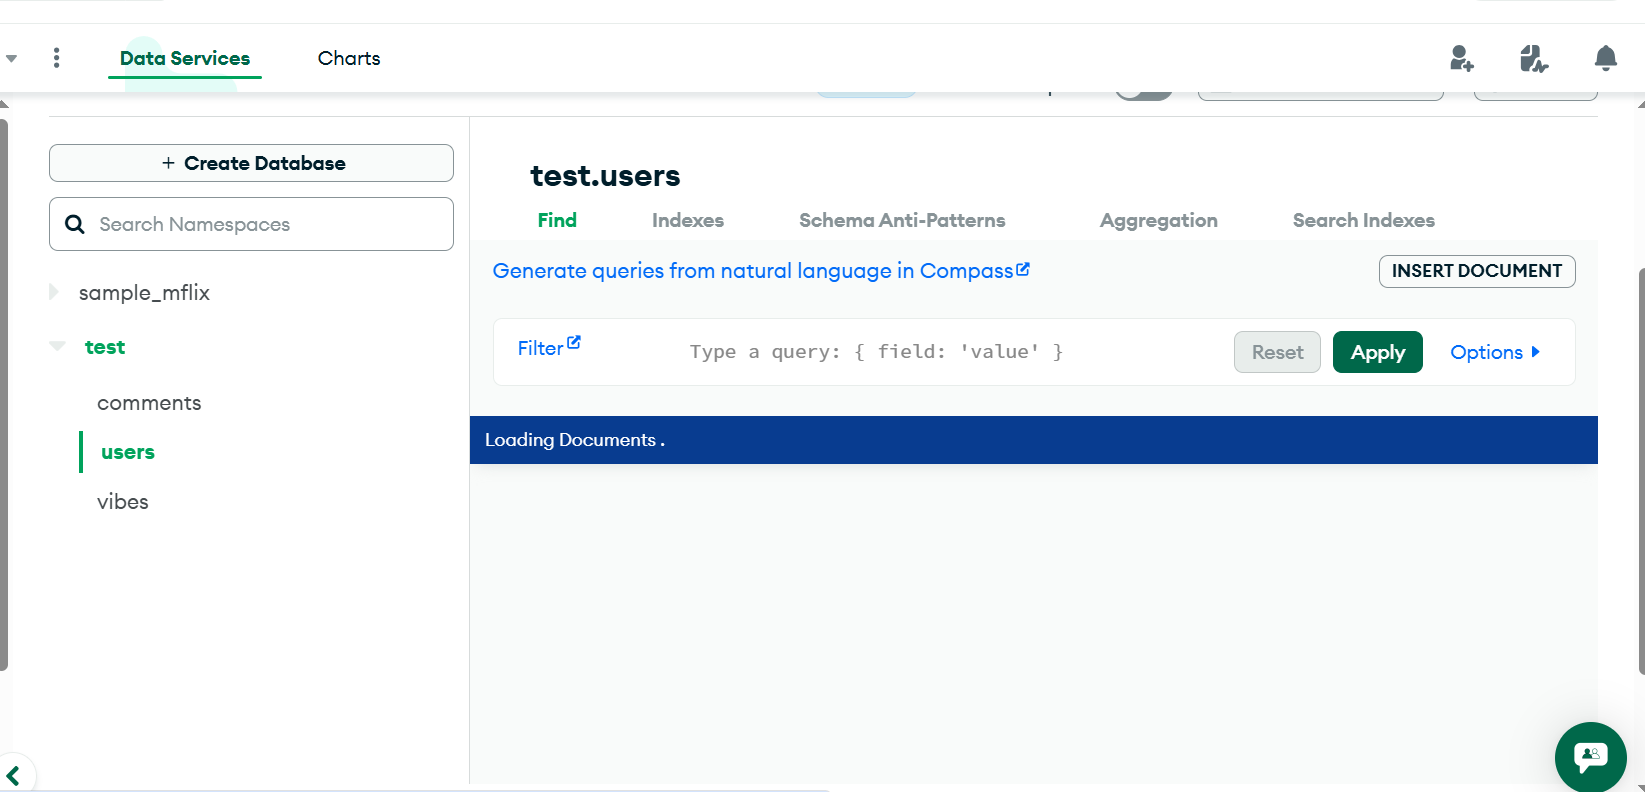 Data Services
Charts
+ Create Database
Search Namespaces
sample_mflix
test
comments
users
vibes
test.users
Find
Indexes
Schema Anti-Patterns
Aggregation
Search Indexes
Generate queries from natural language in Compass
INSERT DOCUMENT
Filter
Type a query: { field: 'value' }
Reset
Apply
Options
Loading Documents .